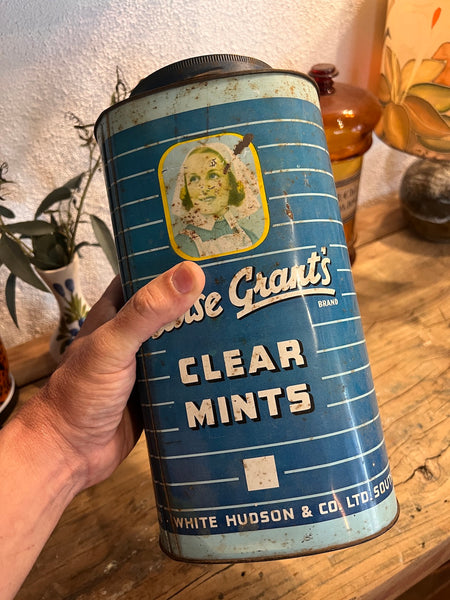 Grant's
BRAND
CLEAR
MINTS
WHITE HUDSON & CO. LTD.